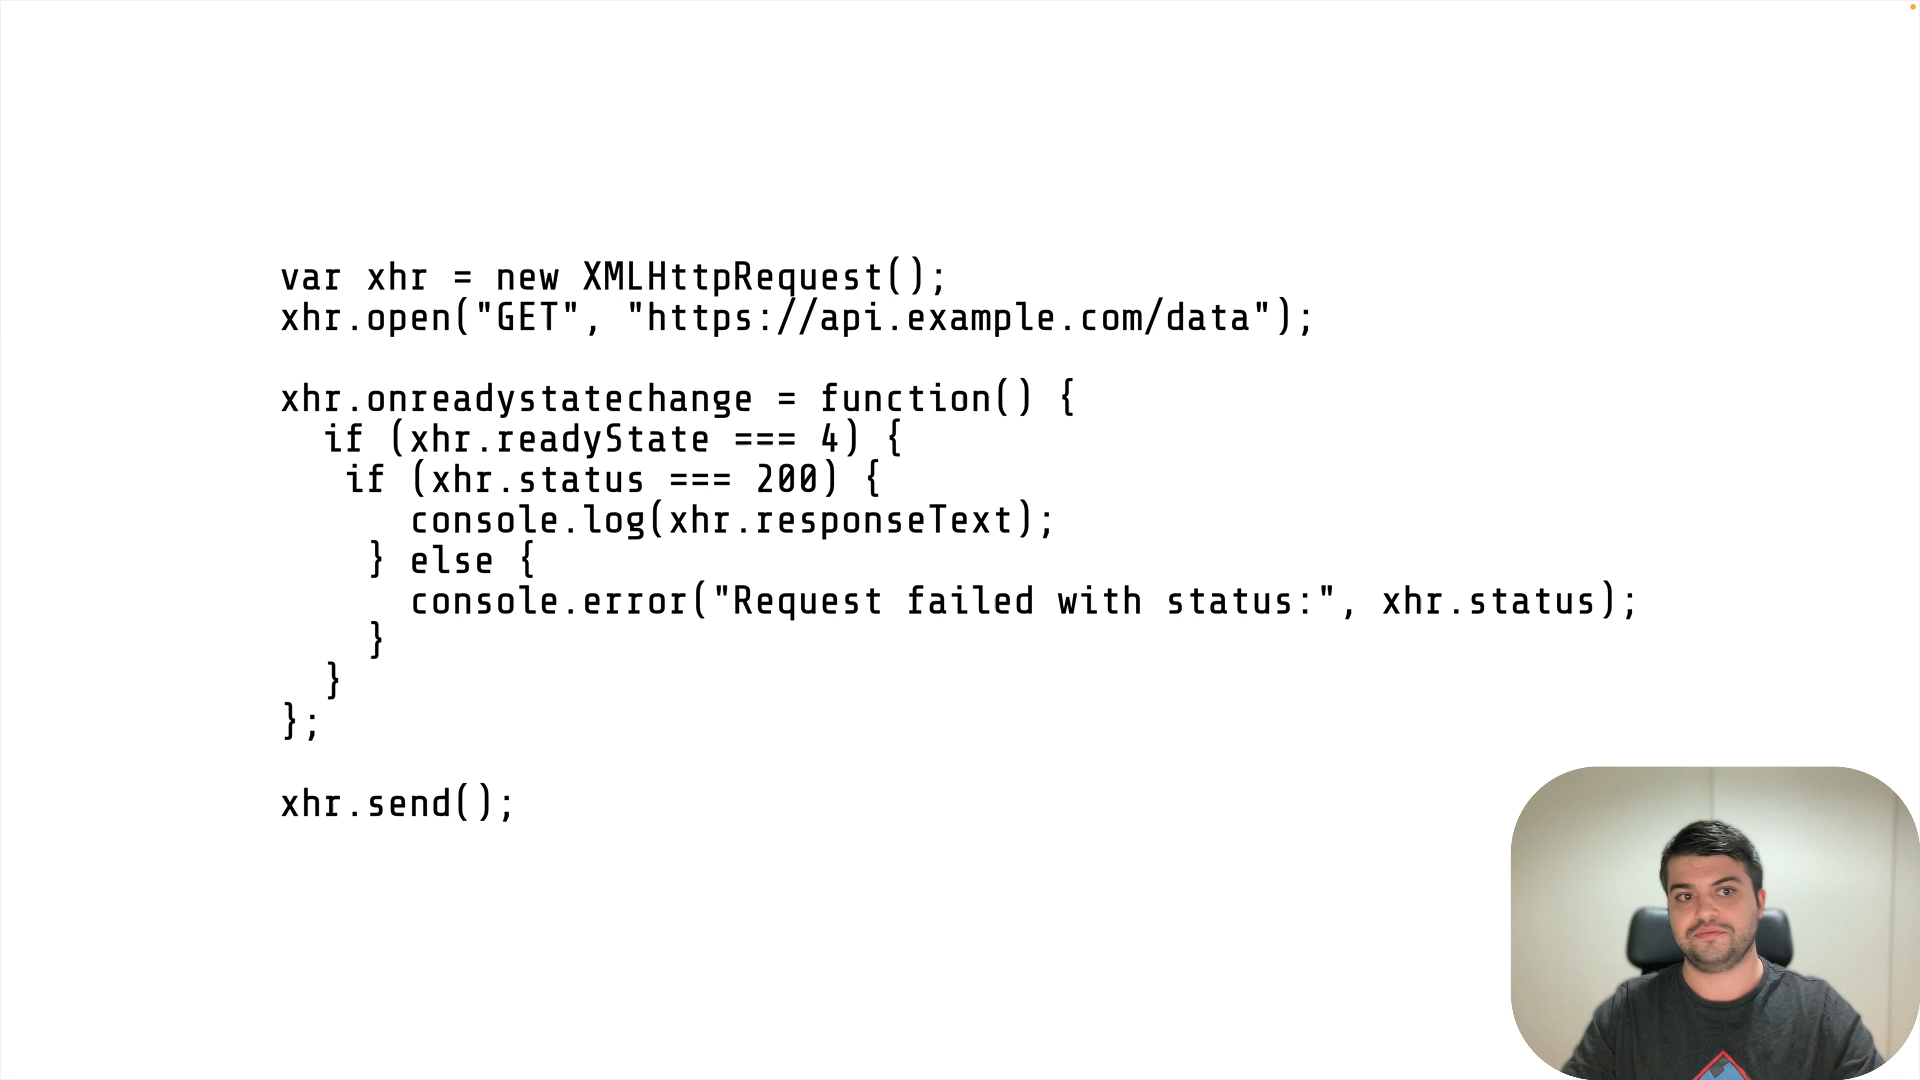 var xhr = new XMLHttpRequest();
xhr.open("GET", "https://api.example.com/data");

xhr.onreadystatechange = function() {
  if (xhr.readyState === 4) {
   if (xhr.status === 200) {
      console.log(xhr.responseText);
    } else {
      console.error("Request failed with status:", xhr.status);
    }
  }
};

xhr.send();